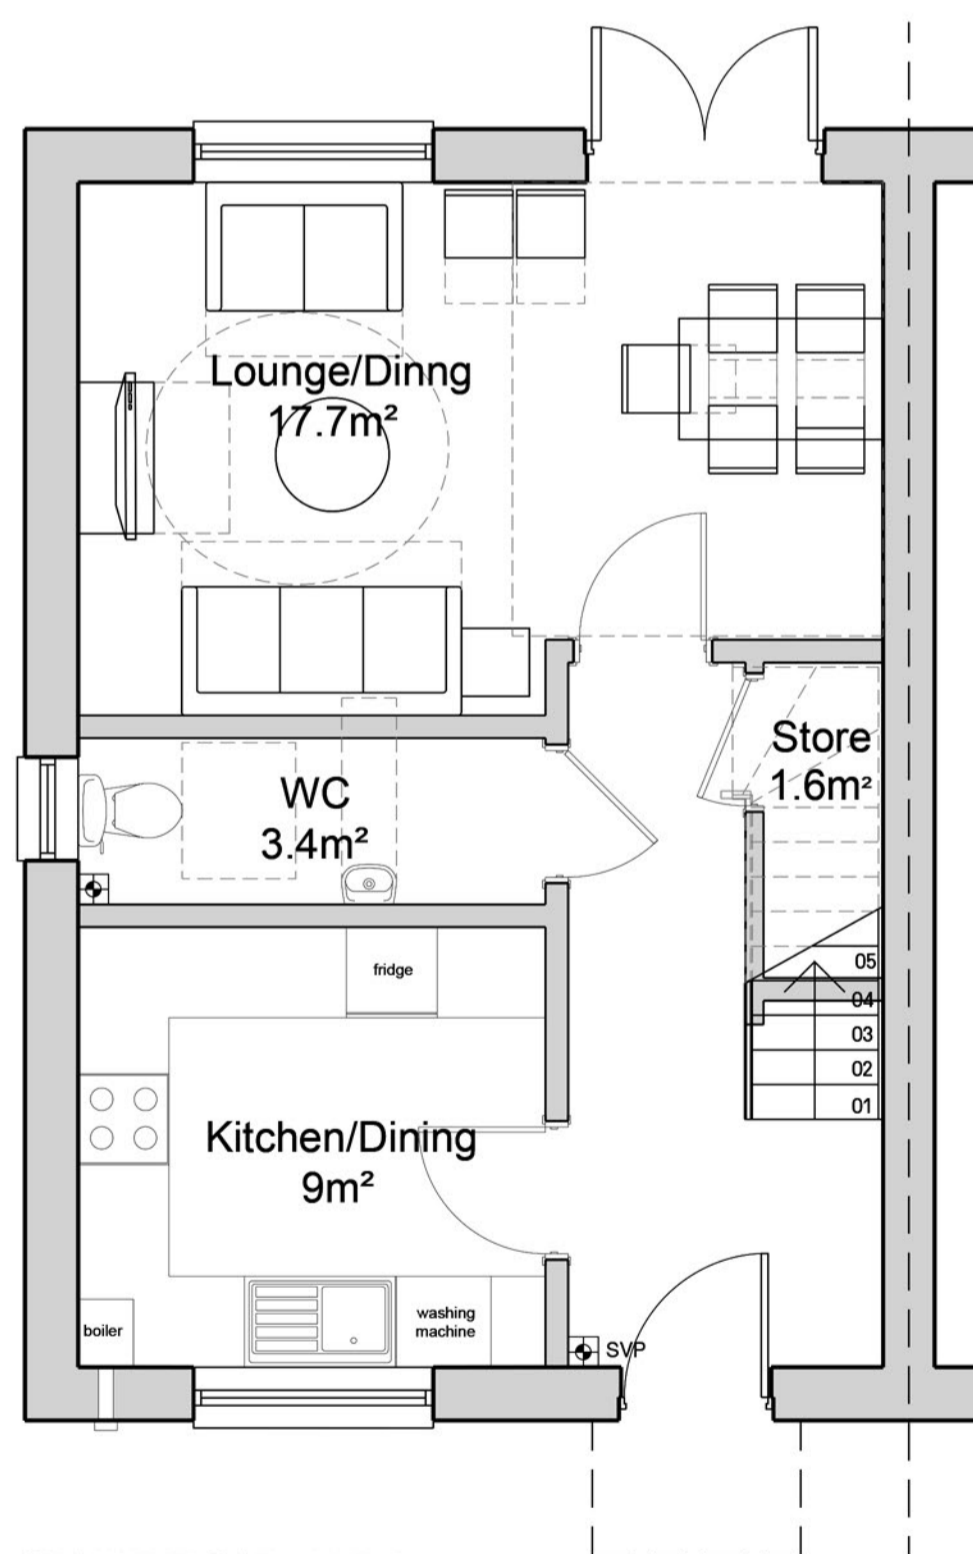 Lounge/Dinng
17.7m²
Store
1.6m²
WC
3.4m²
fridge
05
04
03
02
01
Kitchen/Dining
9m²
boiler
washing
machine
SVP